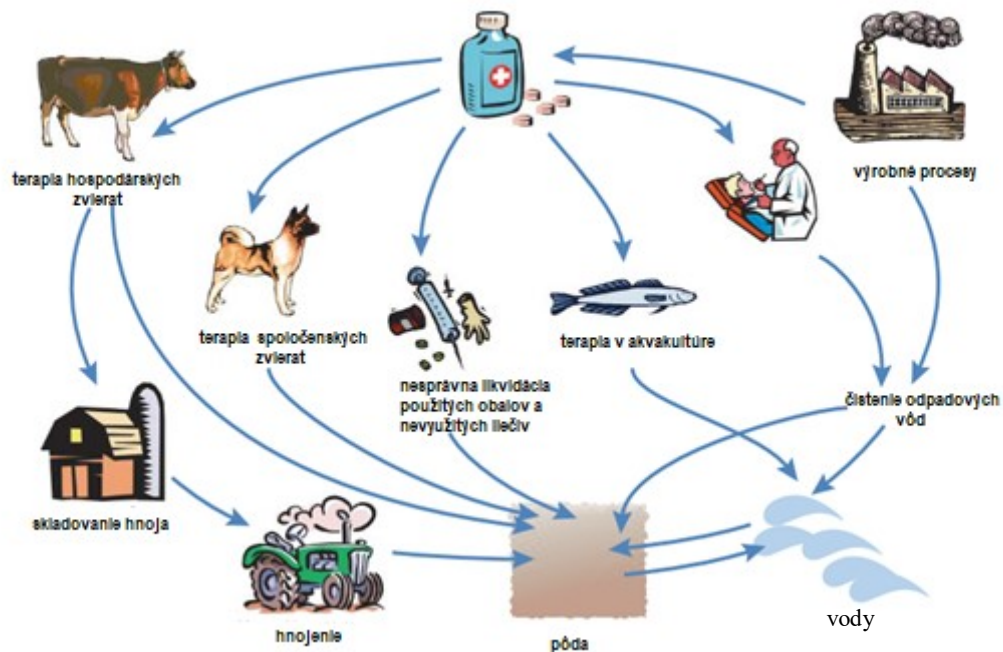 terapia hospodárských
zvierat
výrobné procesy
terapia spoločenských
zvierat
terapia v akvakultúre
nesprávna likvidácia
použitých obalov a
nevyužitých liečiv
čistenie odpadových
vôd
skladovanie hnoja
hnojenie
pôda
vody